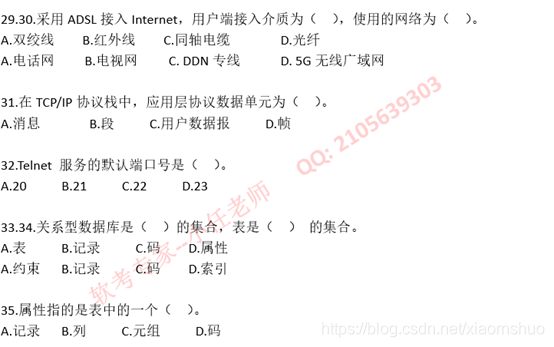 29.30.采用 ADSL 接入 Internet，用户端接入介质为（ ），使用的网络为（ ）。
A.双绞线 B.红外线 C.同轴电缆 D.光纤
A.电话网 B.电视网 C. DDN 专线 D. 5G 无线广域网
31.在 TCP/IP 协议栈中，应用层协议数据单元为（ ）。
A.消息 B.段 C.用户数据报 D.帧
32.Telnet 服务的默认端口号是（ ）。
A.20 B.21 C.22 D.23
33.34.关系型数据库是（ ）的集合，表是（ ） 的集合。
A.表 B.记录 C.码 D.属性
A.约束 B.记录 C.码 D.索引
35.属性指的是表中的一个（ ）。
A.记录 B.列 C.元组 D.码
软考专家--小任老师 QQ: 2105639303
https://blog.csdn.net/xiaomshuo